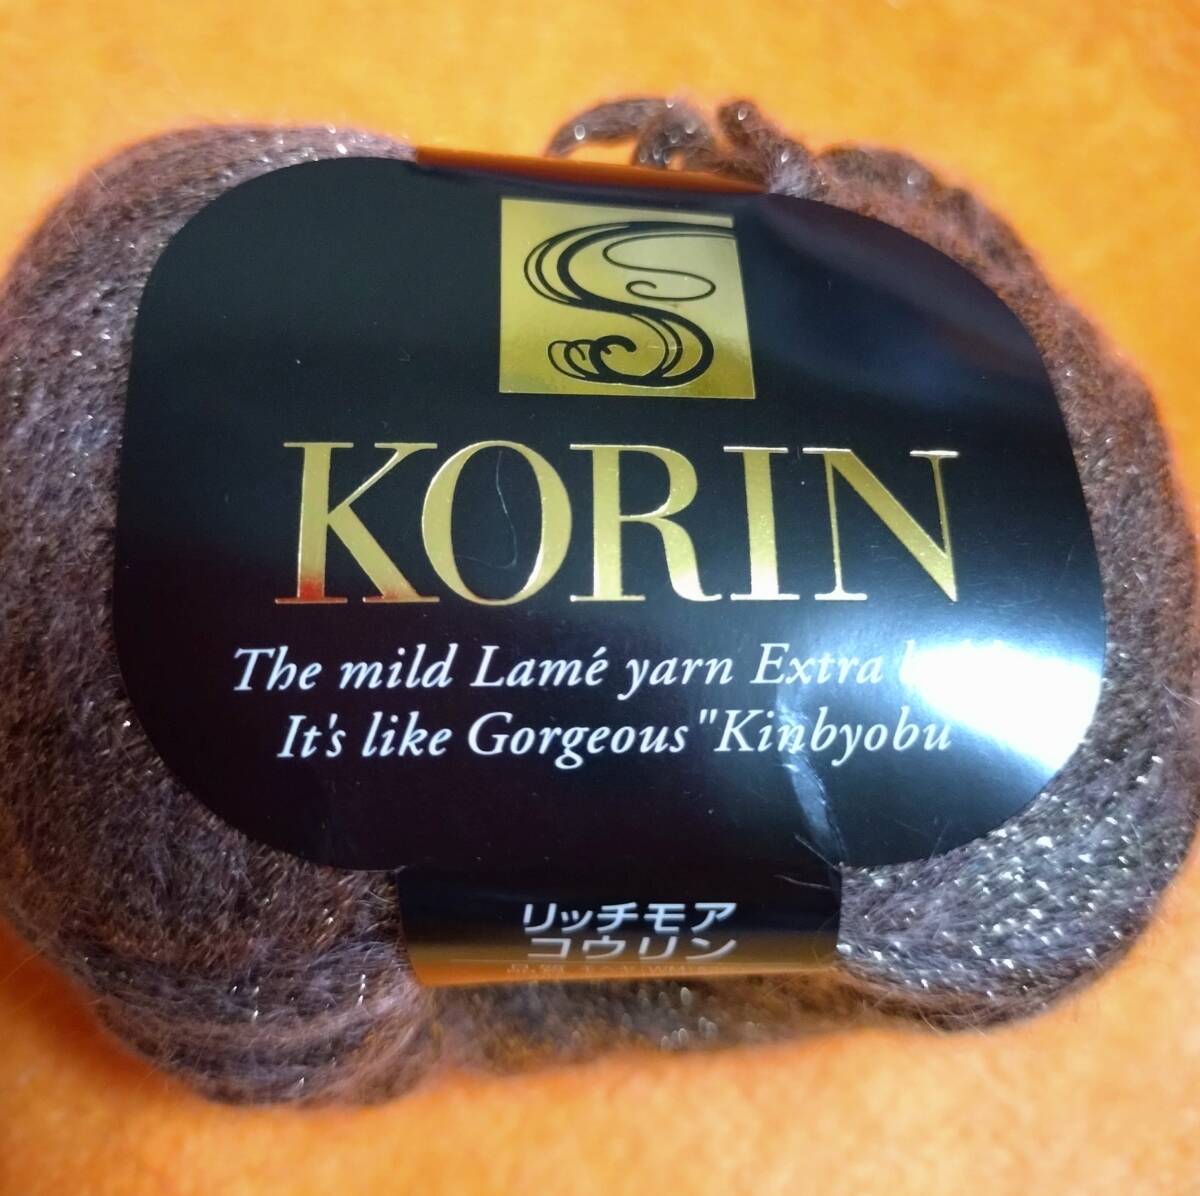 KORIN
The mild Lamé yarn Extra
It's like Gorgeous "Kinbyobu
リッチモア
コウリン